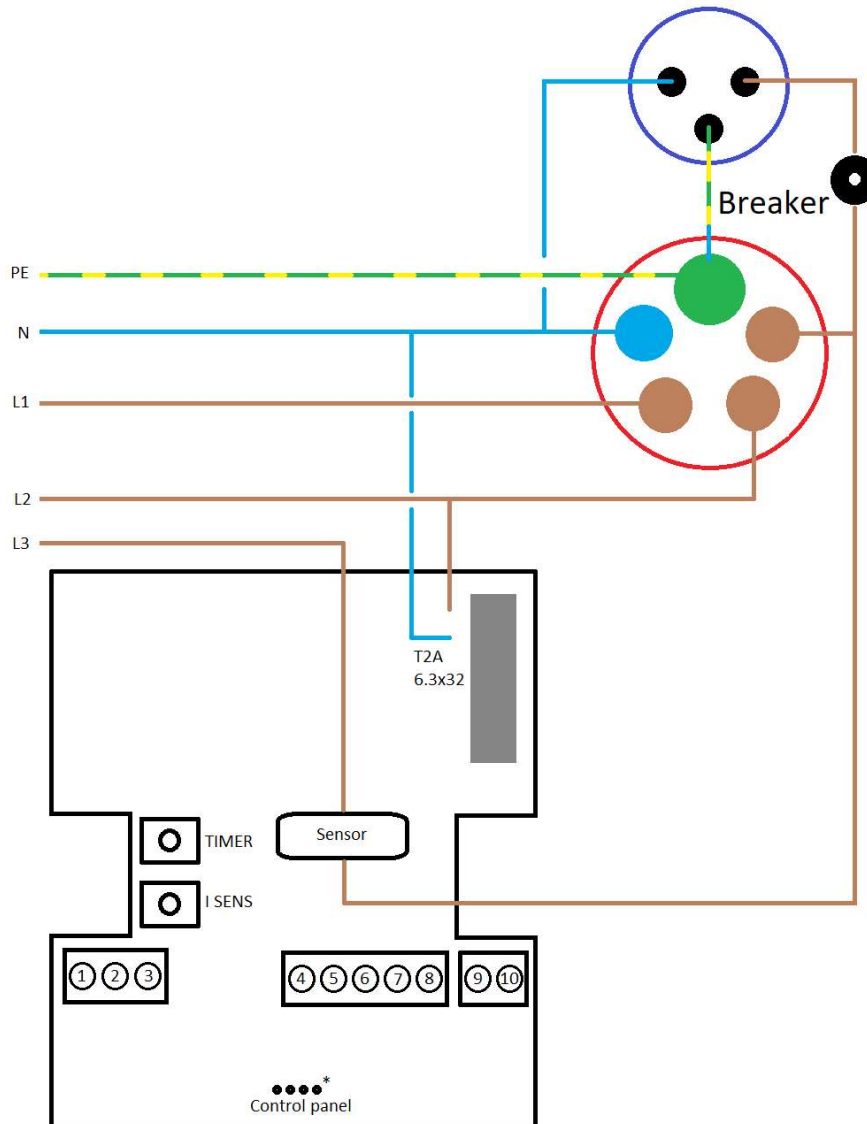 Breaker
PE
N
L1
L2
L3
T2A
6.3x32
Sensor
TIMER
I SENS
1 2 3
4 5 6 7 8
9 10
*
Control panel